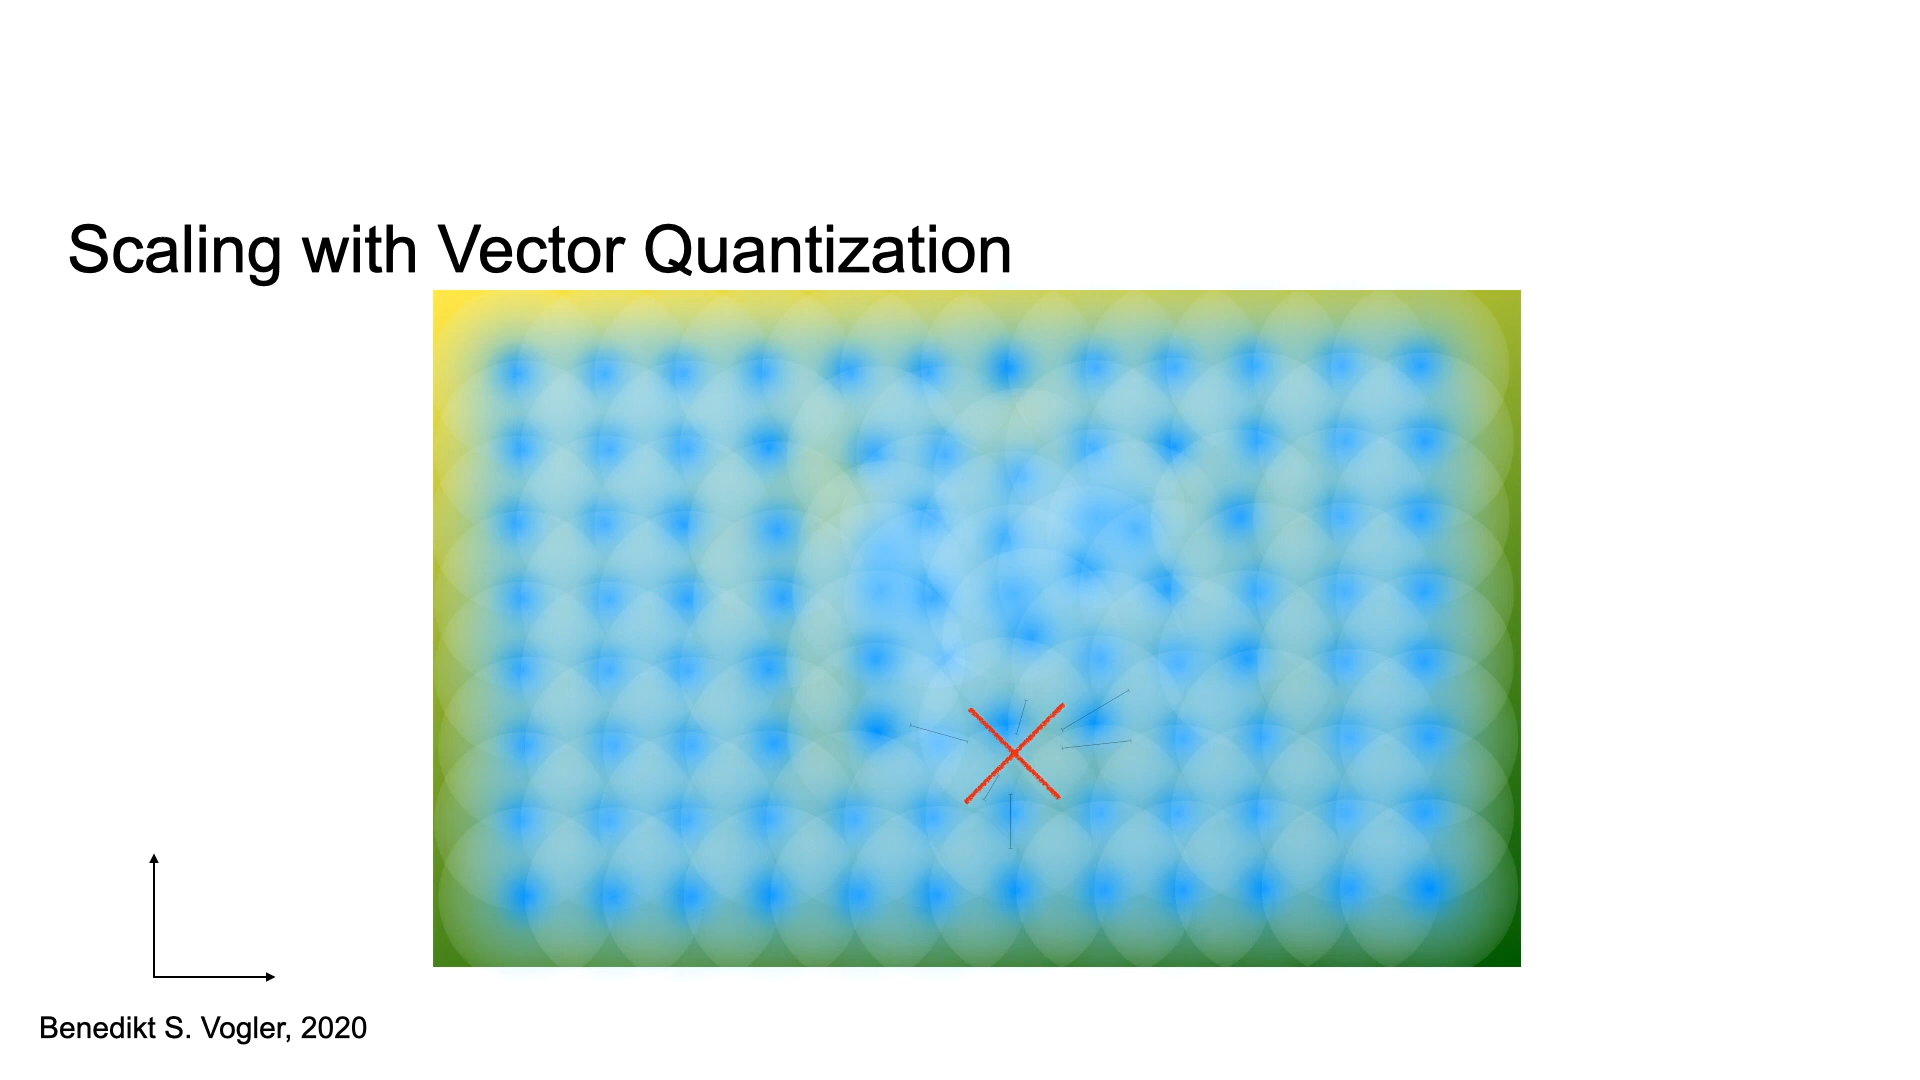 Scaling with Vector Quantization
Benedikt S. Vogler, 2020